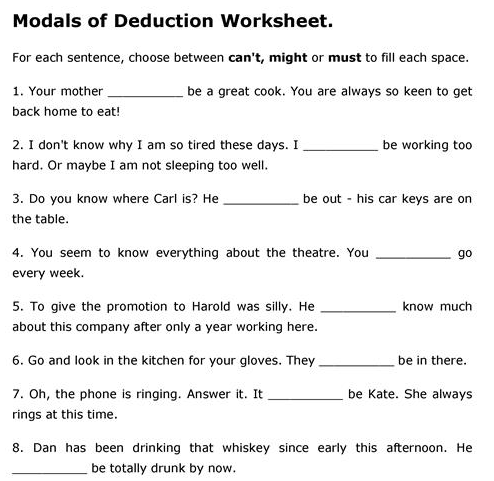 Modals of Deduction Worksheet.
For each sentence, choose between can't, might or must to fill each space.
1. Your mother ___________ be a great cook. You are always so keen to get
back home to eat!
2. I don't know why I am so tired these days. I ___________ be working too
hard. Or maybe I am not sleeping too well.
3. Do you know where Carl is? He ___________ be out - his car keys are on
the table.
4. You seem to know everything about the theatre. You ___________ go
every week.
5. To give the promotion to Harold was silly. He ___________ know much
about this company after only a year working here.
6. Go and look in the kitchen for your gloves. They ___________ be in there.
7. Oh, the phone is ringing. Answer it. It ___________ be Kate. She always
rings at this time.
8. Dan has been drinking that whiskey since early this afternoon. He
___________ be totally drunk by now.